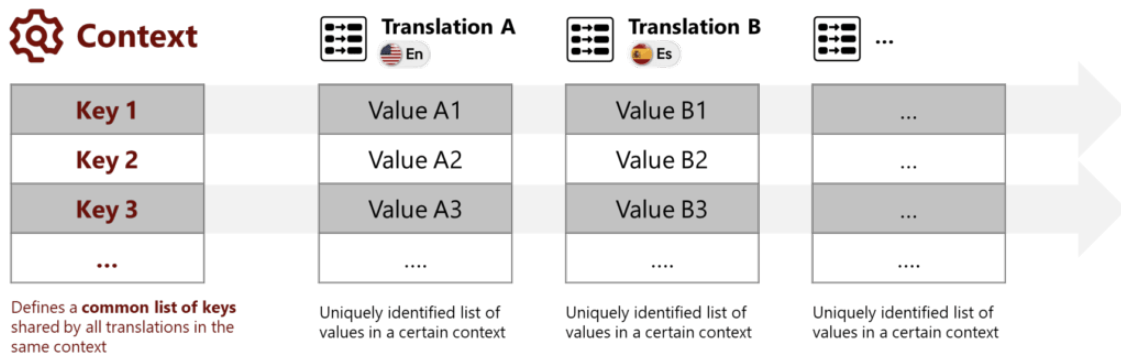 Context
Translation A
En
Translation B
Es
...
Key 1
Value A1
Value B1
...
Key 2
Value A2
Value B2
...
Key 3
Value A3
Value B3
...
...
....
....
....
Defines a common list of keys
shared by all translations in the
same context
Uniquely identified list of
values in a certain context
Uniquely identified list of
values in a certain context
Uniquely identified list of
values in a certain context